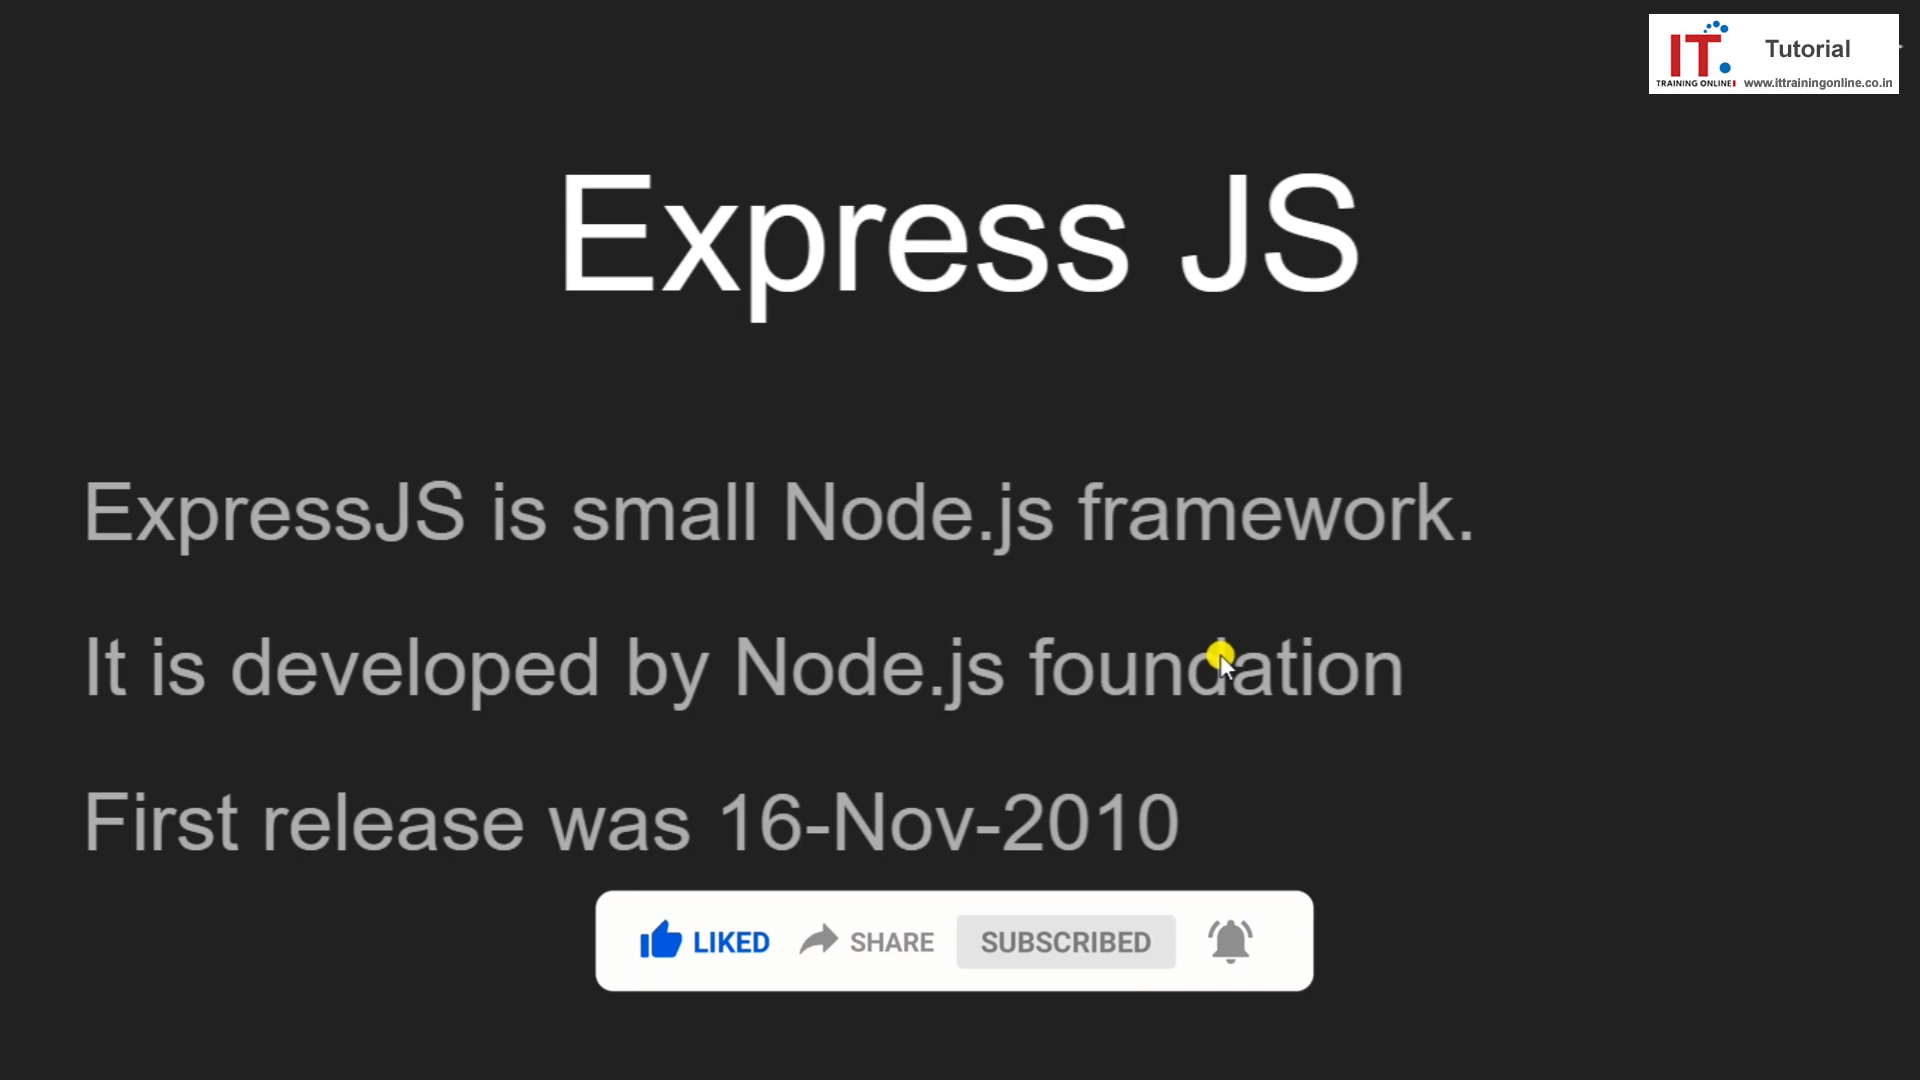 IT.
TRAINING ONLINE
Tutorial
www.ittrainingonline.co.in
Express JS
ExpressJS is small Node.js framework.
It is developed by Node.js foundation
First release was 16-Nov-2010
LIKED SHARE SUBSCRIBED